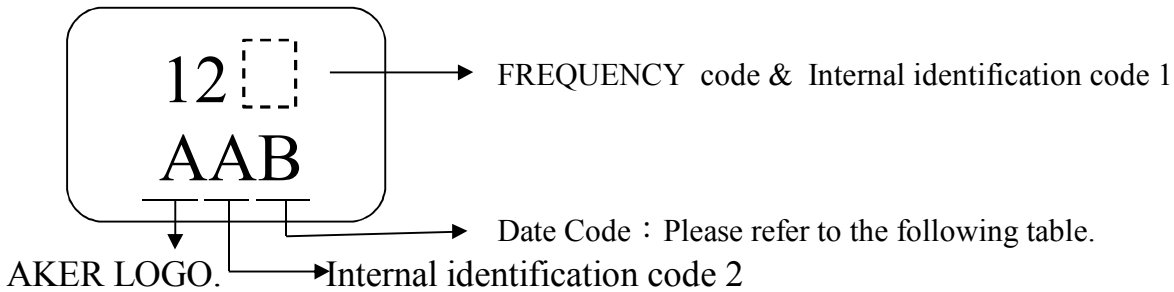 12
FREQUENCY code & Internal identification code 1
AAB
Date Code：Please refer to the following table.
AKER LOGO.
Internal identification code 2